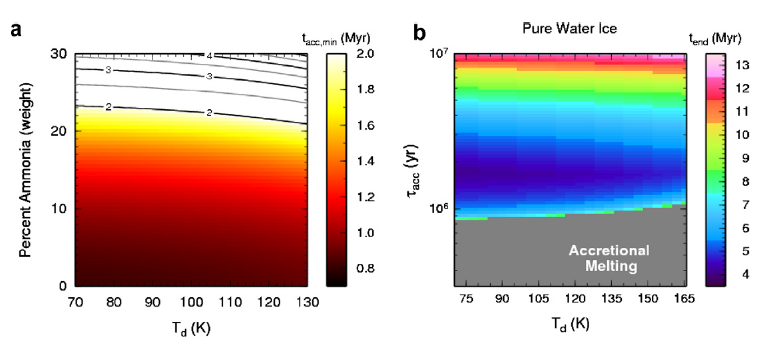 a
t_acc,min (Myr)
30
20
10
0
Percent Ammonia (weight)
4
3
3
2
2
70 80 90 100 110 120 130
T_d (K)
2.0
1.8
1.6
1.4
1.2
1.0
0.8
b
Pure Water Ice
t_end (Myr)
10^7
10^6
τ_acc (yr)
Accretional
Melting
75 90 105 120 135 150 165
T_d (K)
13
12
11
10
9
8
7
6
5
4